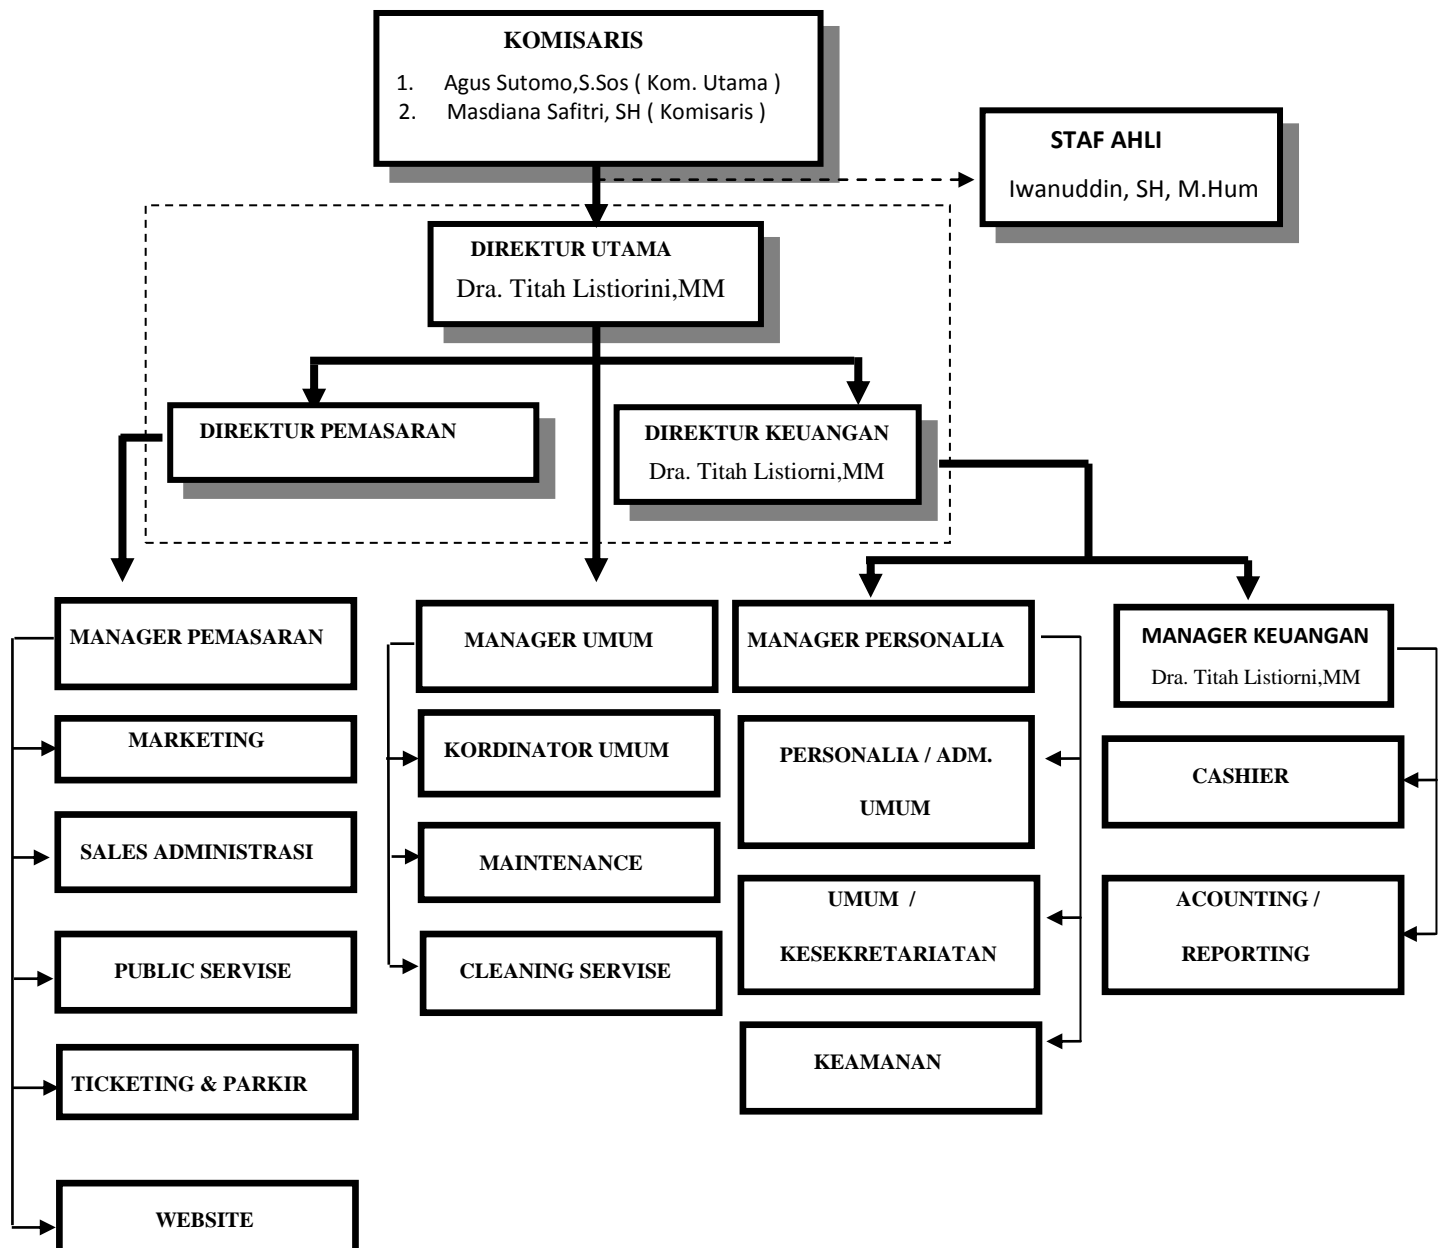 KOMISARIS
1. Agus Sutomo,S.Sos ( Kom. Utama )
2. Masdiana Safitri, SH ( Komisaris )
STAF AHLI
Iwanuddin, SH, M.Hum
DIREKTUR UTAMA
Dra. Titah Listiorini,MM
DIREKTUR PEMASARAN
DIREKTUR KEUANGAN
Dra. Titah Listiorni,MM
MANAGER PEMASARAN
MARKETING
SALES ADMINISTRASI
PUBLIC SERVISE
TICKETING & PARKIR
WEBSITE
MANAGER UMUM
KORDINATOR UMUM
MAINTENANCE
CLEANING SERVISE
MANAGER PERSONALIA
PERSONALIA / ADM.
UMUM
UMUM /
KESEKRETARIATAN
KEAMANAN
MANAGER KEUANGAN
Dra. Titah Listiorni,MM
CASHIER
ACOUNTING /
REPORTING